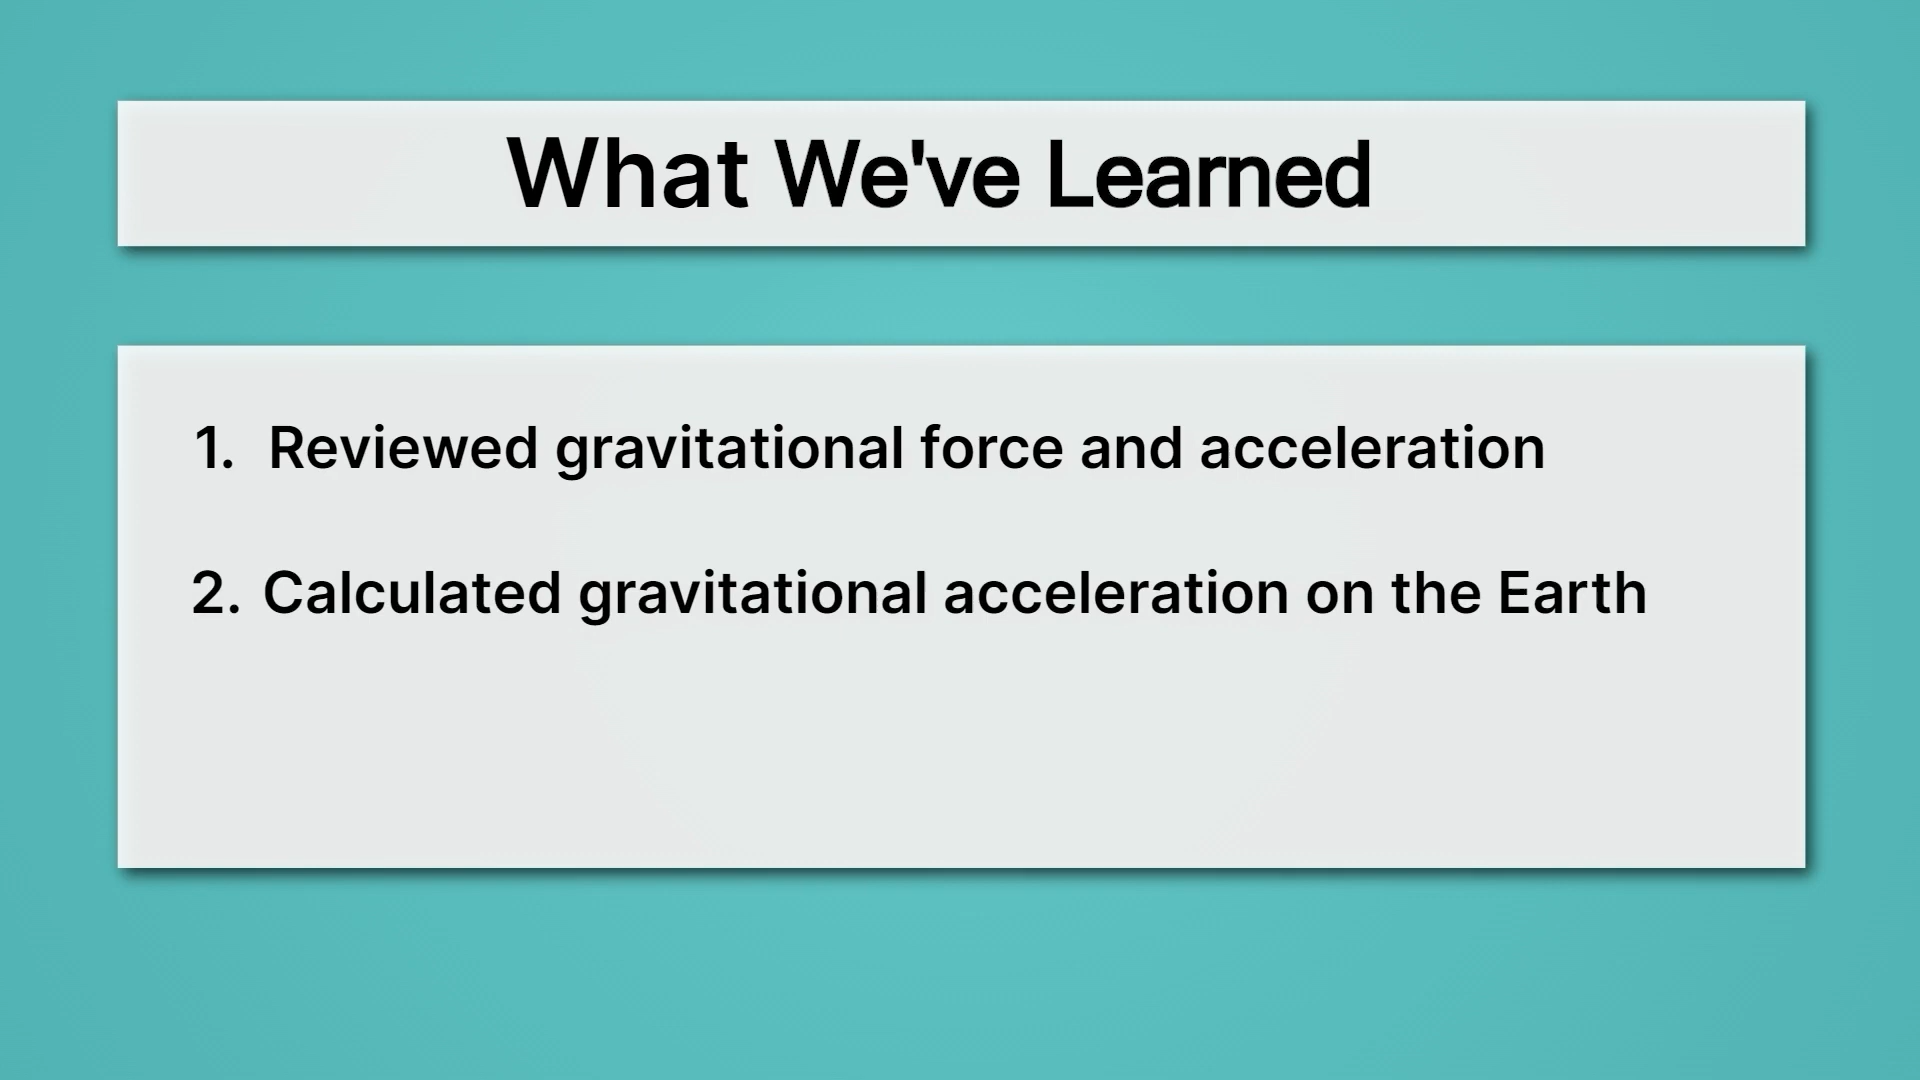 What We've Learned
1. Reviewed gravitational force and acceleration
2. Calculated gravitational acceleration on the Earth